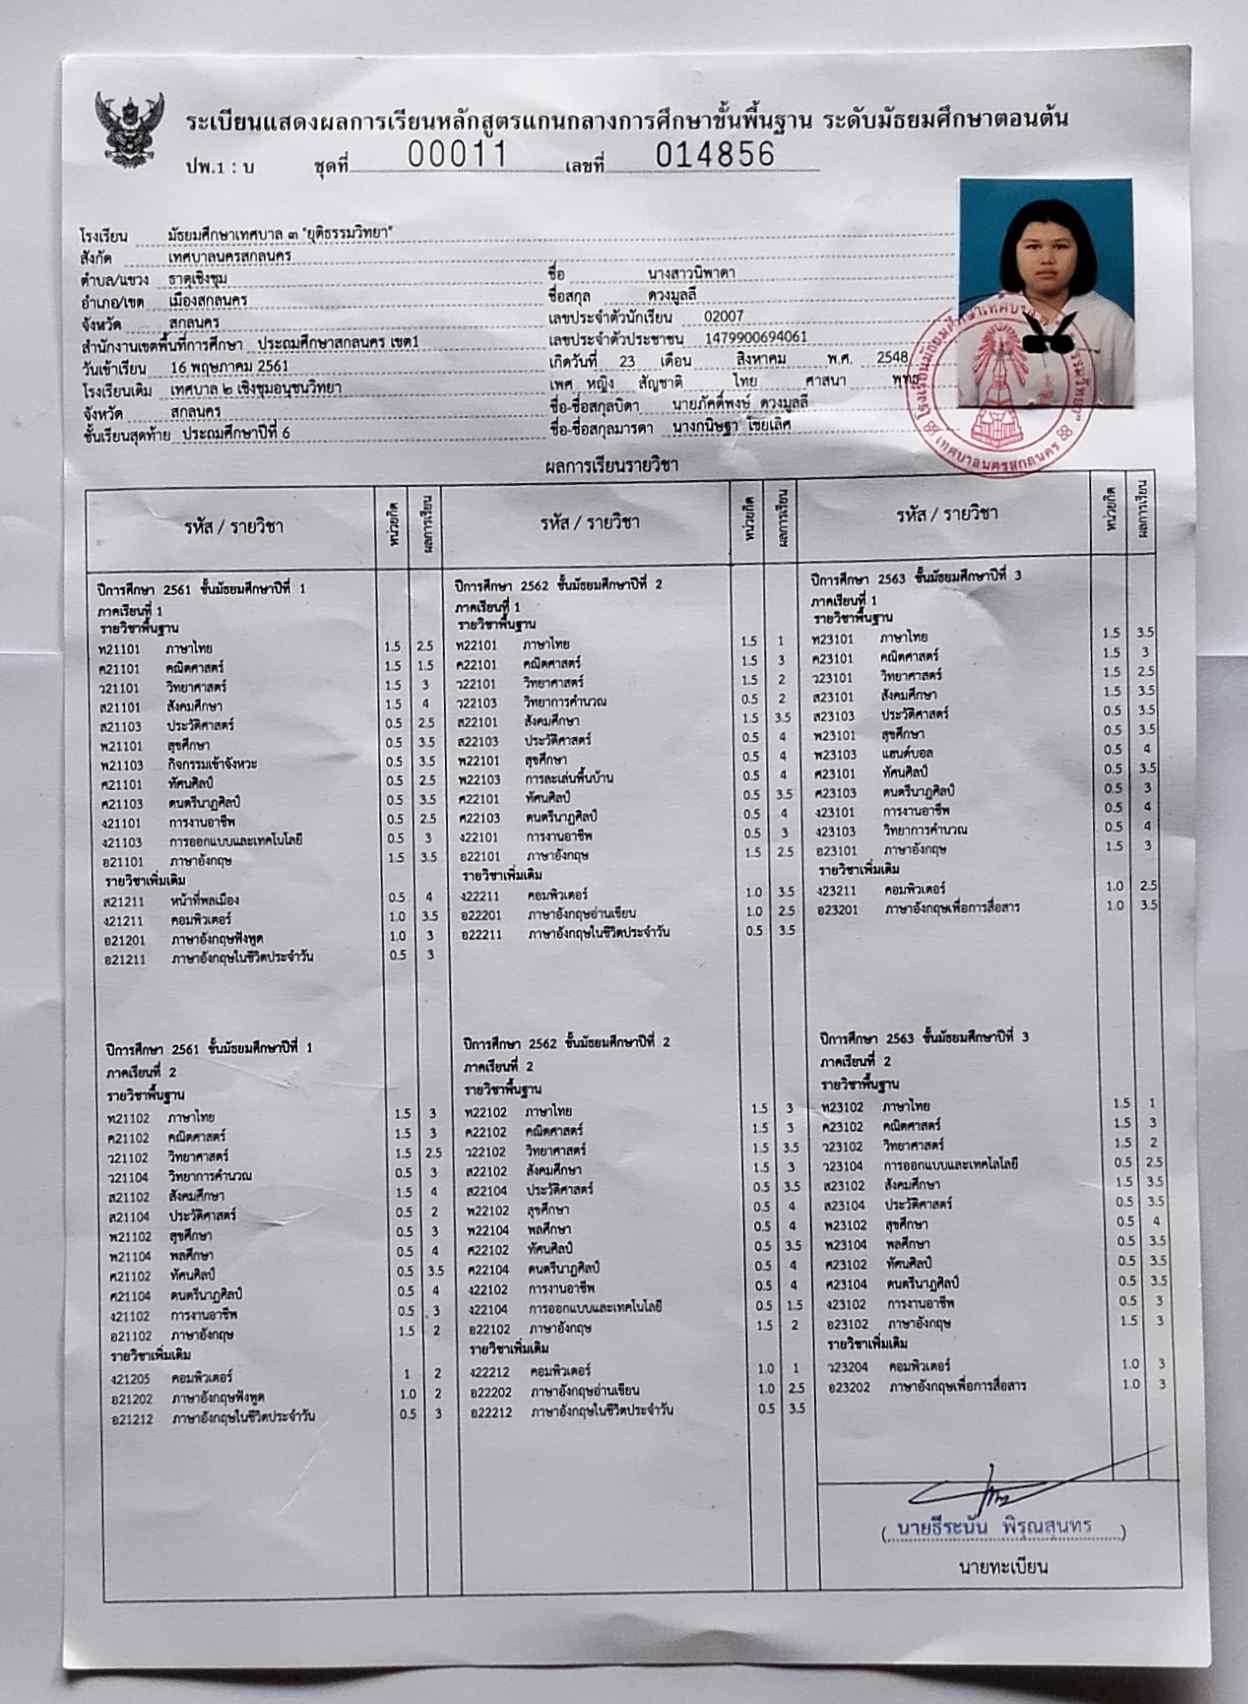 ระเบียนแสดงผลการเรียนหลักสูตรแกนกลางการศึกษาขั้นพื้นฐาน ระดับมัธยมศึกษาตอนต้น
ปพ.1 : บ ชุดที่ 00011 เลขที่ 014856
โรงเรียน มัธยมศึกษาเทศบาล ๓ "ยุติธรรมวิทยา"
สังกัด เทศบาลนครสกลนคร
ตำบล/แขวง ธาตุเชิงชุม
อำเภอ/เขต เมืองสกลนคร
จังหวัด สกลนคร
สำนักงานเขตพื้นที่การศึกษา ประถมศึกษาสกลนคร เขต1
วันเข้าเรียน 16 พฤษภาคม 2561
โรงเรียนเดิม เทศบาล ๒ เชิงชุมอนุชนวิทยา
จังหวัด สกลนคร
ชั้นเรียนสุดท้าย ประถมศึกษาปีที่ 6
ชื่อ นางสาวนิพาดา
ชื่อสกุล ดวงมูลลี
เลขประจำตัวนักเรียน 02007
เลขประจำตัวประชาชน 1479900694061
เกิดวันที่ 23 เดือน สิงหาคม พ.ศ. 2548
เพศ หญิง สัญชาติ ไทย ศาสนา พุทธ
ชื่อ-ชื่อสกุลบิดา นายภัคดิ์พงษ์ ดวงมูลลี
ชื่อ-ชื่อสกุลมารดา นางกนิษฐา ไชยเลิศ
ผลการเรียนรายวิชา
รหัส / รายวิชา หน่วยกิต ผลการเรียน
ปีการศึกษา 2561 ชั้นมัธยมศึกษาปีที่ 1
ภาคเรียนที่ 1
รายวิชาพื้นฐาน
ท21101 ภาษาไทย 1.5 2.5
ค21101 คณิตศาสตร์ 1.5 1.5
ว21101 วิทยาศาสตร์ 1.5 3
ส21101 สังคมศึกษา 1.5 4
ส21103 ประวัติศาสตร์ 0.5 2.5
พ21101 สุขศึกษา 0.5 3.5
พ21103 กิจกรรมเข้าจังหวะ 0.5 3.5
ศ21101 ทัศนศิลป์ 0.5 2.5
ศ21103 ดนตรีนาฏศิลป์ 0.5 3.5
ง21101 การงานอาชีพ 0.5 2.5
ง21103 การออกแบบและเทคโนโลยี 0.5 3
อ21101 ภาษาอังกฤษ 1.5 3.5
รายวิชาเพิ่มเติม
ส21211 หน้าที่พลเมือง 0.5 4
ง21211 คอมพิวเตอร์ 1.0 3.5
อ21201 ภาษาอังกฤษฟังพูด 1.0 3
อ21211 ภาษาอังกฤษในชีวิตประจำวัน 0.5 3
ปีการศึกษา 2561 ชั้นมัธยมศึกษาปีที่ 1
ภาคเรียนที่ 2
รายวิชาพื้นฐาน
ท21102 ภาษาไทย 1.5 3
ค21102 คณิตศาสตร์ 1.5 3
ว21102 วิทยาศาสตร์ 1.5 2.5
ว21104 วิทยาการคำนวณ 0.5 3
ส21102 สังคมศึกษา 1.5 4
ส21104 ประวัติศาสตร์ 0.5 2
พ21102 สุขศึกษา 0.5 3
พ21104 พลศึกษา 0.5 4
ศ21102 ทัศนศิลป์ 0.5 3.5
ศ21104 ดนตรีนาฏศิลป์ 0.5 4
ง21102 การงานอาชีพ 0.5 3
อ21102 ภาษาอังกฤษ 1.5 2
รายวิชาเพิ่มเติม
ง21205 คอมพิวเตอร์ 1 2
อ21202 ภาษาอังกฤษฟังพูด 1.0 2
อ21212 ภาษาอังกฤษในชีวิตประจำวัน 0.5 3
รหัส / รายวิชา หน่วยกิต ผลการเรียน
ปีการศึกษา 2562 ชั้นมัธยมศึกษาปีที่ 2
ภาคเรียนที่ 1
รายวิชาพื้นฐาน
ท22101 ภาษาไทย 1.5 1
ค22101 คณิตศาสตร์ 1.5 3
ว22101 วิทยาศาสตร์ 1.5 2
ว22103 วิทยาการคำนวณ 0.5 2
ส22101 สังคมศึกษา 1.5 3.5
ส22103 ประวัติศาสตร์ 0.5 4
พ22101 สุขศึกษา 0.5 4
พ22103 การละเล่นพื้นบ้าน 0.5 4
ศ22101 ทัศนศิลป์ 0.5 3.5
ศ22103 ดนตรีนาฏศิลป์ 0.5 4
ง22101 การงานอาชีพ 0.5 3
อ22101 ภาษาอังกฤษ 1.5 2.5
รายวิชาเพิ่มเติม
ง22211 คอมพิวเตอร์ 1.0 3.5
อ22201 ภาษาอังกฤษอ่านเขียน 1.0 2.5
อ22211 ภาษาอังกฤษในชีวิตประจำวัน 0.5 3.5
ปีการศึกษา 2562 ชั้นมัธยมศึกษาปีที่ 2
ภาคเรียนที่ 2
รายวิชาพื้นฐาน
ท22102 ภาษาไทย 1.5 3
ค22102 คณิตศาสตร์ 1.5 3
ว22102 วิทยาศาสตร์ 1.5 3.5
ส22102 สังคมศึกษา 1.5 3
ส22104 ประวัติศาสตร์ 0.5 3.5
พ22102 สุขศึกษา 0.5 4
พ22104 พลศึกษา 0.5 4
ศ22102 ทัศนศิลป์ 0.5 3.5
ศ22104 ดนตรีนาฏศิลป์ 0.5 4
ง22102 การงานอาชีพ 0.5 4
ง22104 การออกแบบและเทคโนโลยี 0.5 1.5
อ22102 ภาษาอังกฤษ 1.5 2
รายวิชาเพิ่มเติม
ง22212 คอมพิวเตอร์ 1.0 1
อ22202 ภาษาอังกฤษอ่านเขียน 1.0 2.5
อ22212 ภาษาอังกฤษในชีวิตประจำวัน 0.5 3.5
รหัส / รายวิชา หน่วยกิต ผลการเรียน
ปีการศึกษา 2563 ชั้นมัธยมศึกษาปีที่ 3
ภาคเรียนที่ 1
รายวิชาพื้นฐาน
ท23101 ภาษาไทย 1.5 3.5
ค23101 คณิตศาสตร์ 1.5 3
ว23101 วิทยาศาสตร์ 1.5 2.5
ส23101 สังคมศึกษา 1.5 3.5
ส23103 ประวัติศาสตร์ 0.5 3.5
พ23101 สุขศึกษา 0.5 3.5
พ23103 แฮนด์บอล 0.5 4
ศ23101 ทัศนศิลป์ 0.5 3.5
ศ23103 ดนตรีนาฏศิลป์ 0.5 3
ง23101 การงานอาชีพ 0.5 4
ง23103 วิทยาการคำนวณ 0.5 4
อ23101 ภาษาอังกฤษ 1.5 3
รายวิชาเพิ่มเติม
ง23211 คอมพิวเตอร์ 1.0 2.5
อ23201 ภาษาอังกฤษเพื่อการสื่อสาร 1.0 3.5
ปีการศึกษา 2563 ชั้นมัธยมศึกษาปีที่ 3
ภาคเรียนที่ 2
รายวิชาพื้นฐาน
ท23102 ภาษาไทย 1.5 1
ค23102 คณิตศาสตร์ 1.5 3
ว23102 วิทยาศาสตร์ 1.5 2
ว23104 การออกแบบและเทคโลโลยี 0.5 2.5
ส23102 สังคมศึกษา 1.5 3.5
ส23104 ประวัติศาสตร์ 0.5 3.5
พ23102 สุขศึกษา 0.5 4
พ23104 พลศึกษา 0.5 3.5
ศ23102 ทัศนศิลป์ 0.5 3.5
ศ23104 ดนตรีนาฏศิลป์ 0.5 3.5
ง23102 การงานอาชีพ 0.5 3
อ23102 ภาษาอังกฤษ 1.5 3
รายวิชาเพิ่มเติม
ว23204 คอมพิวเตอร์ 1.0 3
อ23202 ภาษาอังกฤษเพื่อการสื่อสาร 1.0 3
(นายธีระนัน พิรุณสุนทร)
นายทะเบียน
เทศบาลนครสกลนคร